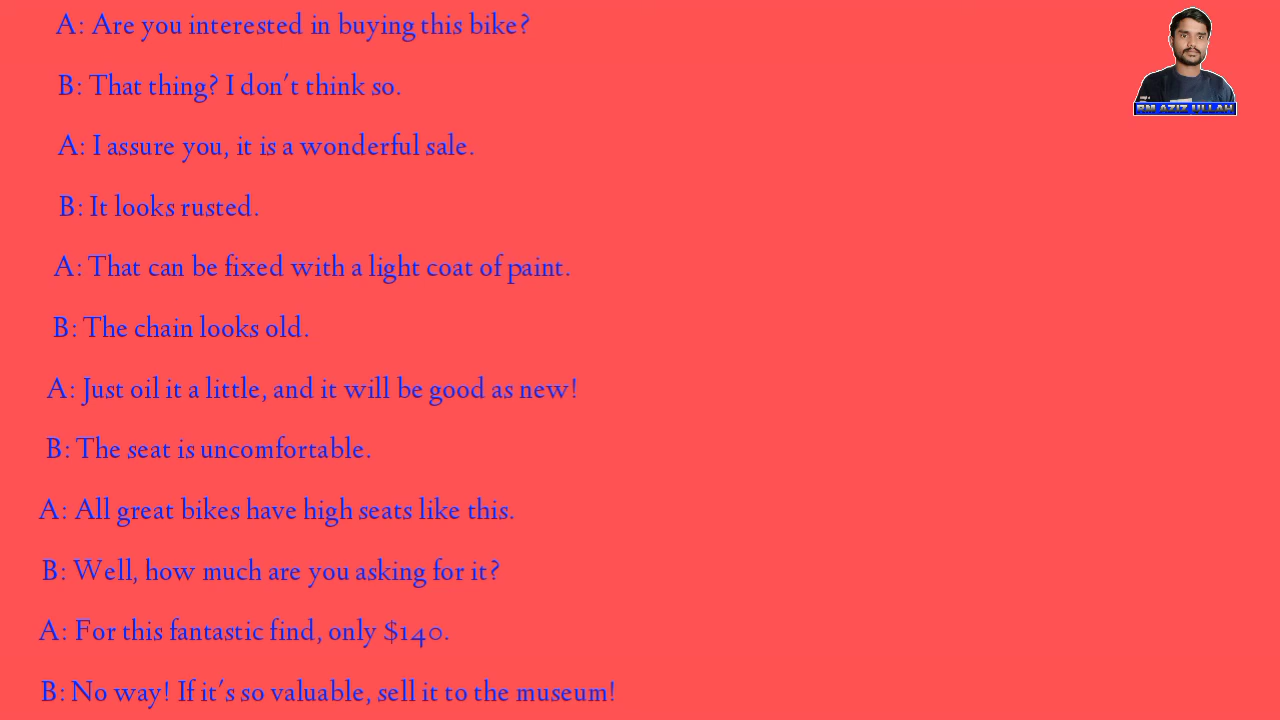 A: Are you interested in buying this bike?
B: That thing? I don't think so.
A: I assure you, it is a wonderful sale.
B: It looks rusted.
A: That can be fixed with a light coat of paint.
B: The chain looks old.
A: Just oil it a little, and it will be good as new!
B: The seat is uncomfortable.
A: All great bikes have high seats like this.
B: Well, how much are you asking for it?
A: For this fantastic find, only $140.
B: No way! If it's so valuable, sell it to the museum!
RM AZIZ ULLAH